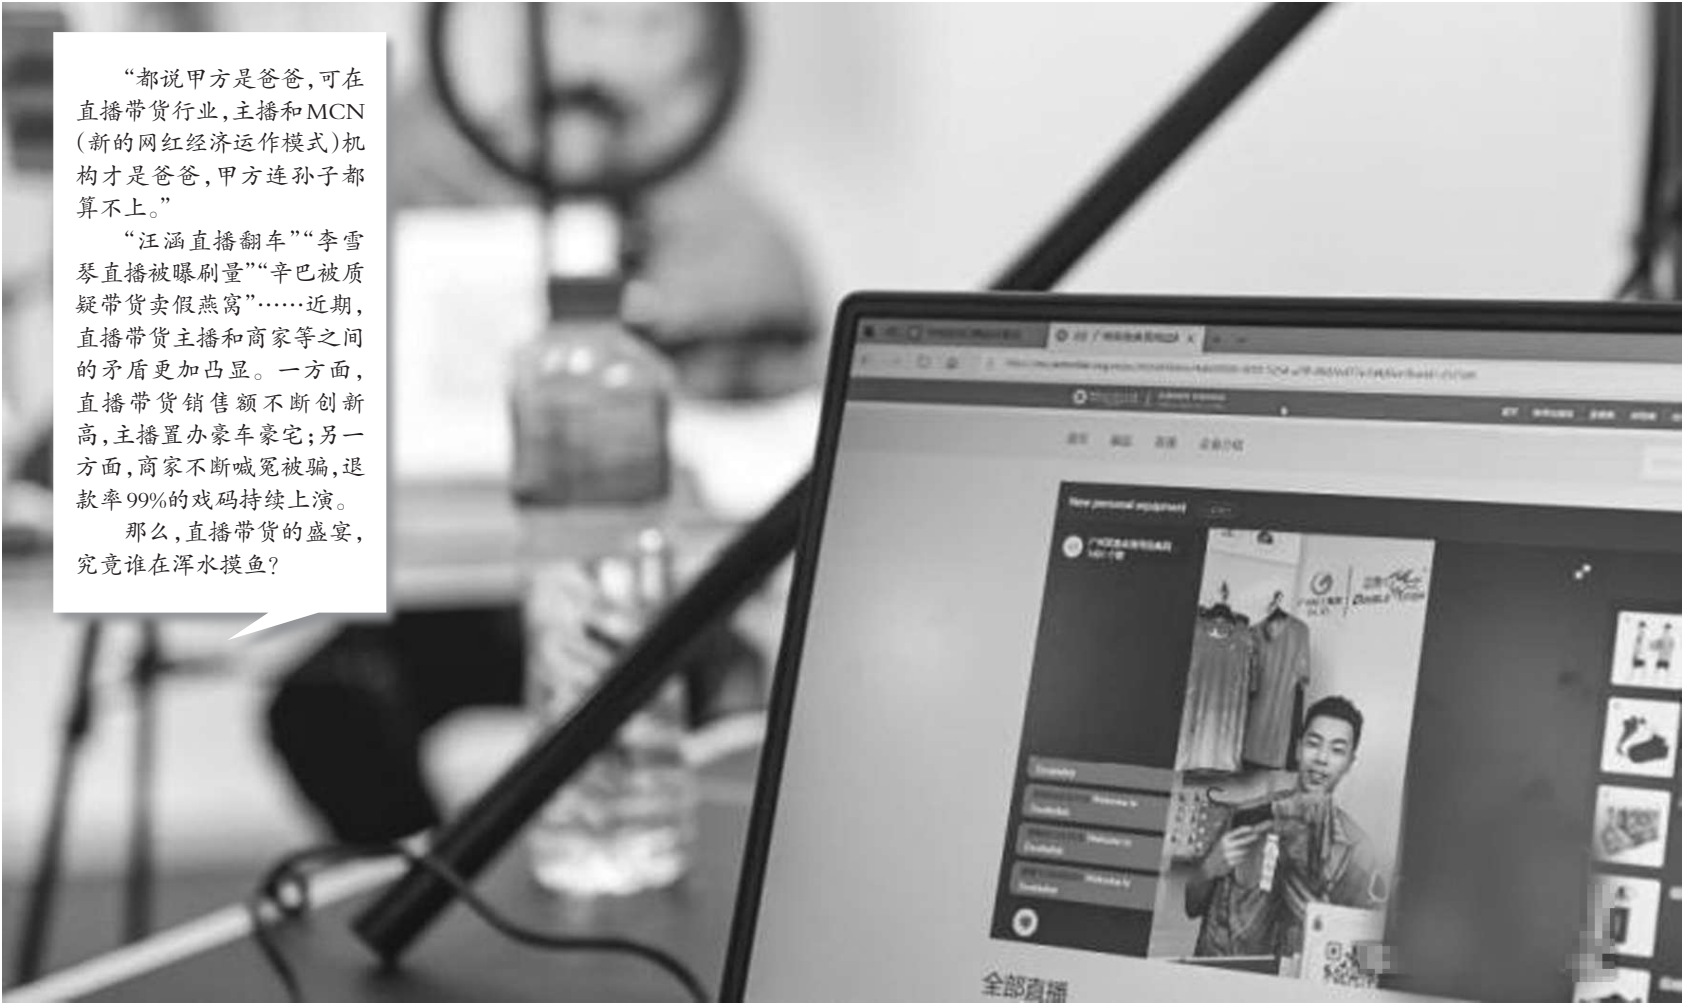 “都说甲方是爸爸，可在
直播带货行业，主播和MCN
（新的网红经济运作模式）机
构才是爸爸，甲方连孙子都
算不上。”
“汪涵直播翻车”“李雪
琴直播被曝刷量”“辛巴被质
疑带货卖假燕窝”……近期，
直播带货主播和商家等之间
的矛盾更加凸显。一方面，
直播带货销售额不断创新
高，主播置办豪车豪宅；另一
方面，商家不断喊冤被骗，退
款率99%的戏码持续上演。
那么，直播带货的盛宴，
究竟谁在浑水摸鱼？
New personal equipment
全部直播